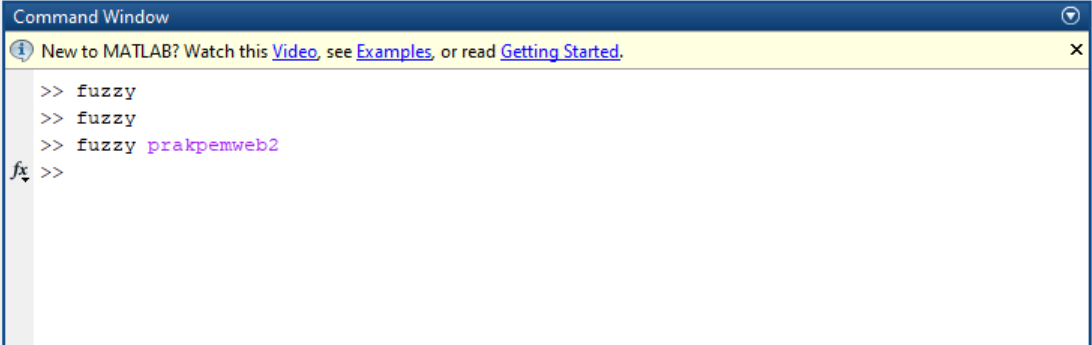 Command Window
New to MATLAB? Watch this Video, see Examples, or read Getting Started.
>> fuzzy
>> fuzzy
>> fuzzy prakpemweb2
fx >>